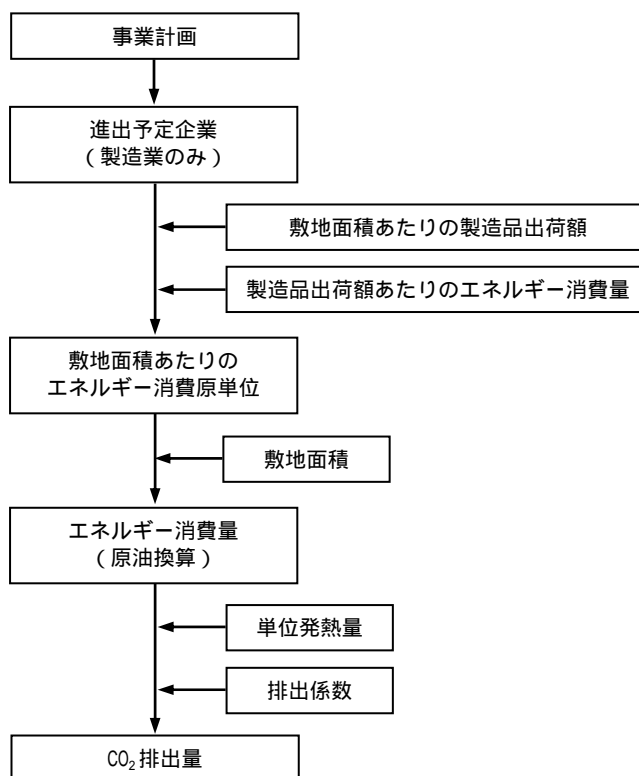 事業計画
進出予定企業
(製造業のみ)
敷地面積あたりの製造品出荷額
製造品出荷額あたりのエネルギー消費量
敷地面積あたりの
エネルギー消費原単位
敷地面積
エネルギー消費量
(原油換算)
単位発熱量
排出係数
CO₂排出量